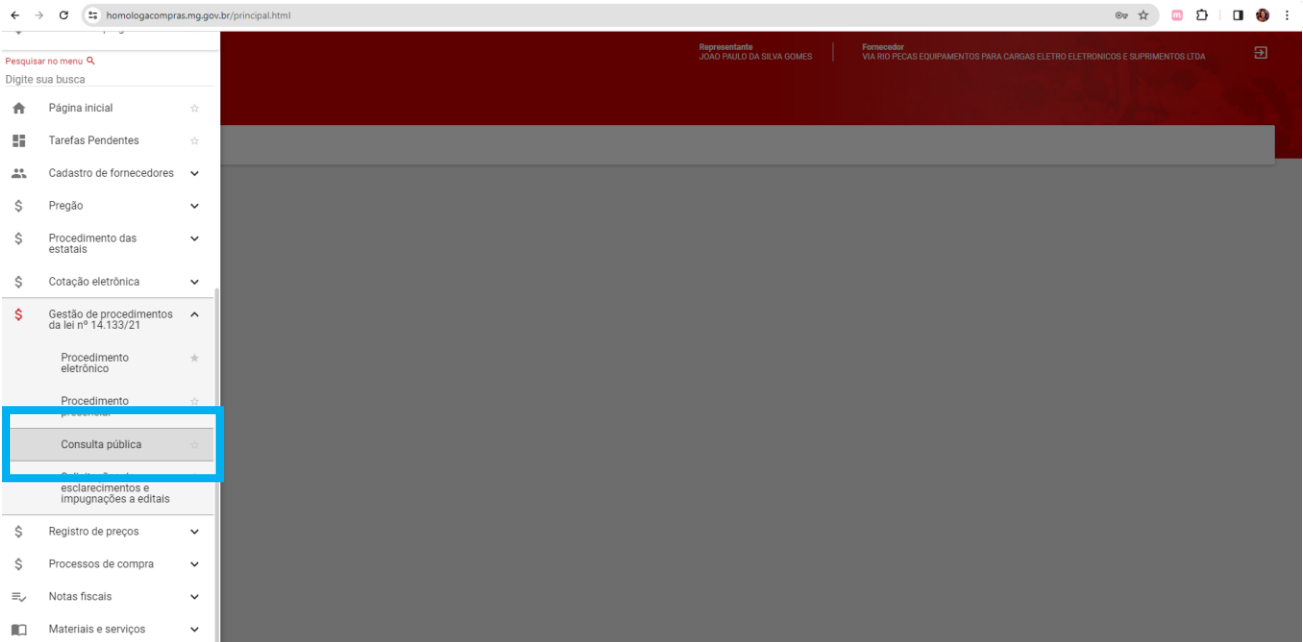 homologacompras.mg.gov.br/principal.html
Representante
JOAO PAULO DA SILVA GOMES
Fornecedor
VIA RIO PECAS EQUIPAMENTOS PARA CARGAS ELETRO ELETRONICOS E SUPRIMENTOS LTDA
Pesquisar no menu
Digite sua busca
Página inicial
Tarefas Pendentes
Cadastro de fornecedores
Pregão
Procedimento das
estatais
Cotação eletrônica
Gestão de procedimentos
da lei nº 14.133/21
Procedimento
eletrônico
Procedimento
Consulta pública
esclarecimentos e
impugnações a editais
Registro de preços
Processos de compra
Notas fiscais
Materiais e serviços